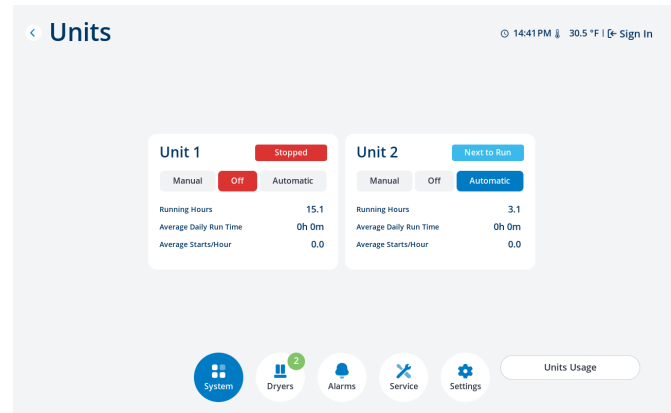 Units
14:41 PM 30.5 °F | Sign In
Unit 1 Stopped
Manual Off Automatic
Running Hours 15.1
Average Daily Run Time 0h 0m
Average Starts/Hour 0.0
Unit 2 Next to Run
Manual Off Automatic
Running Hours 3.1
Average Daily Run Time 0h 0m
Average Starts/Hour 0.0
System
2
Dryers
Alarms
Service
Settings
Units Usage